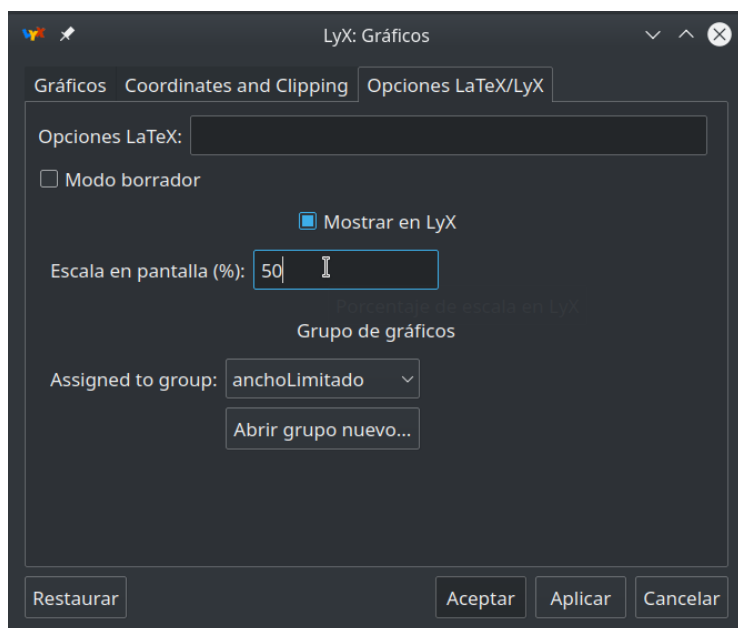 LyX: Gráficos
Gráficos Coordinates and Clipping Opciones LaTeX/LyX
Opciones LaTeX:
Modo borrador
Mostrar en LyX
Escala en pantalla (%): 50
Porcentaje de escala en LyX
Grupo de gráficos
Assigned to group: anchoLimitado
Abrir grupo nuevo...
Restaurar Aceptar Aplicar Cancelar